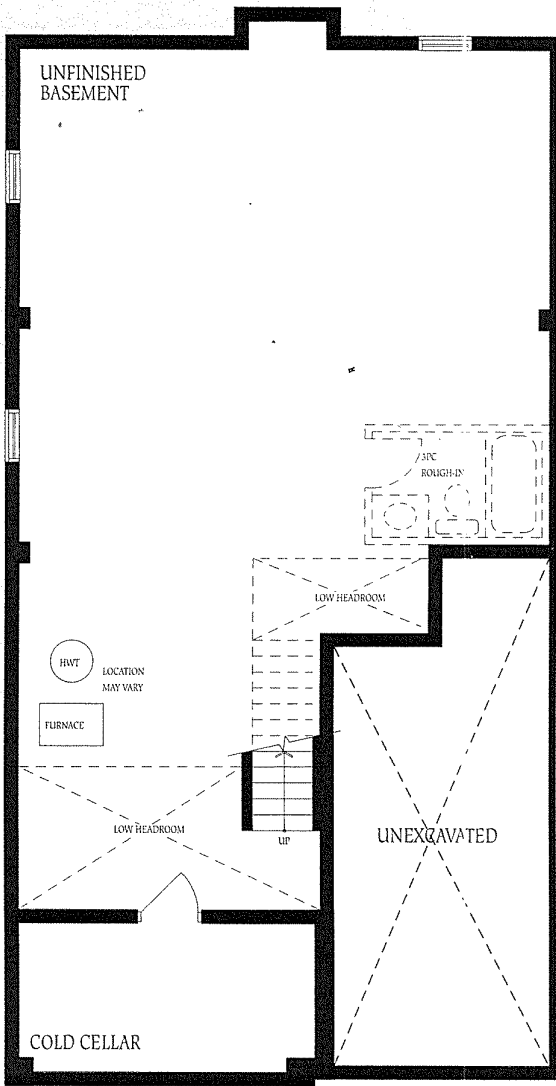 UNFINISHED
BASEMENT
3PC
ROUGH-IN
LOW HEADROOM
HWT
LOCATION
MAY VARY
FURNACE
LOW HEADROOM
UP
UNEXCAVATED
COLD CELLAR